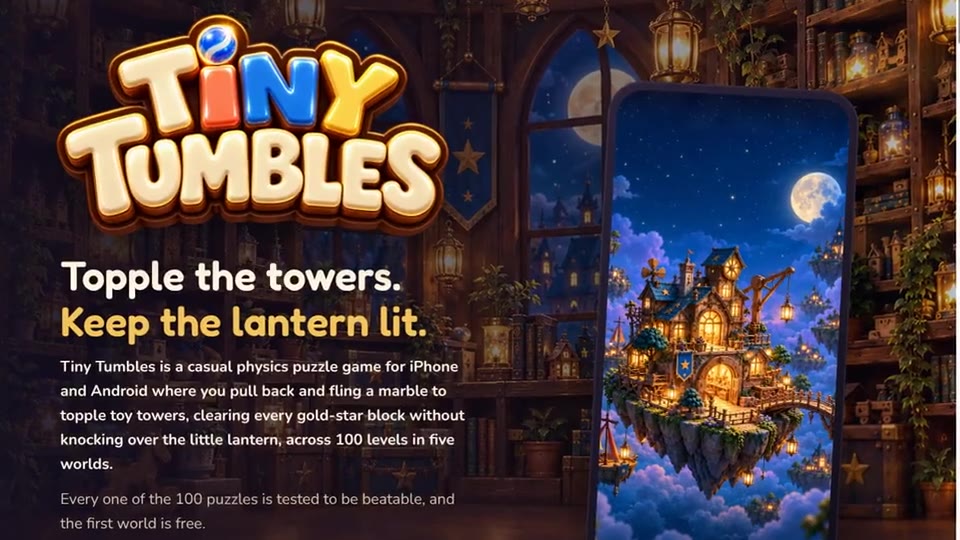 TiNY
TUMBLES
Topple the towers.
Keep the lantern lit.
Tiny Tumbles is a casual physics puzzle game for iPhone
and Android where you pull back and fling a marble to
topple toy towers, clearing every gold-star block without
knocking over the little lantern, across 100 levels in five
worlds.
Every one of the 100 puzzles is tested to be beatable, and
the first world is free.